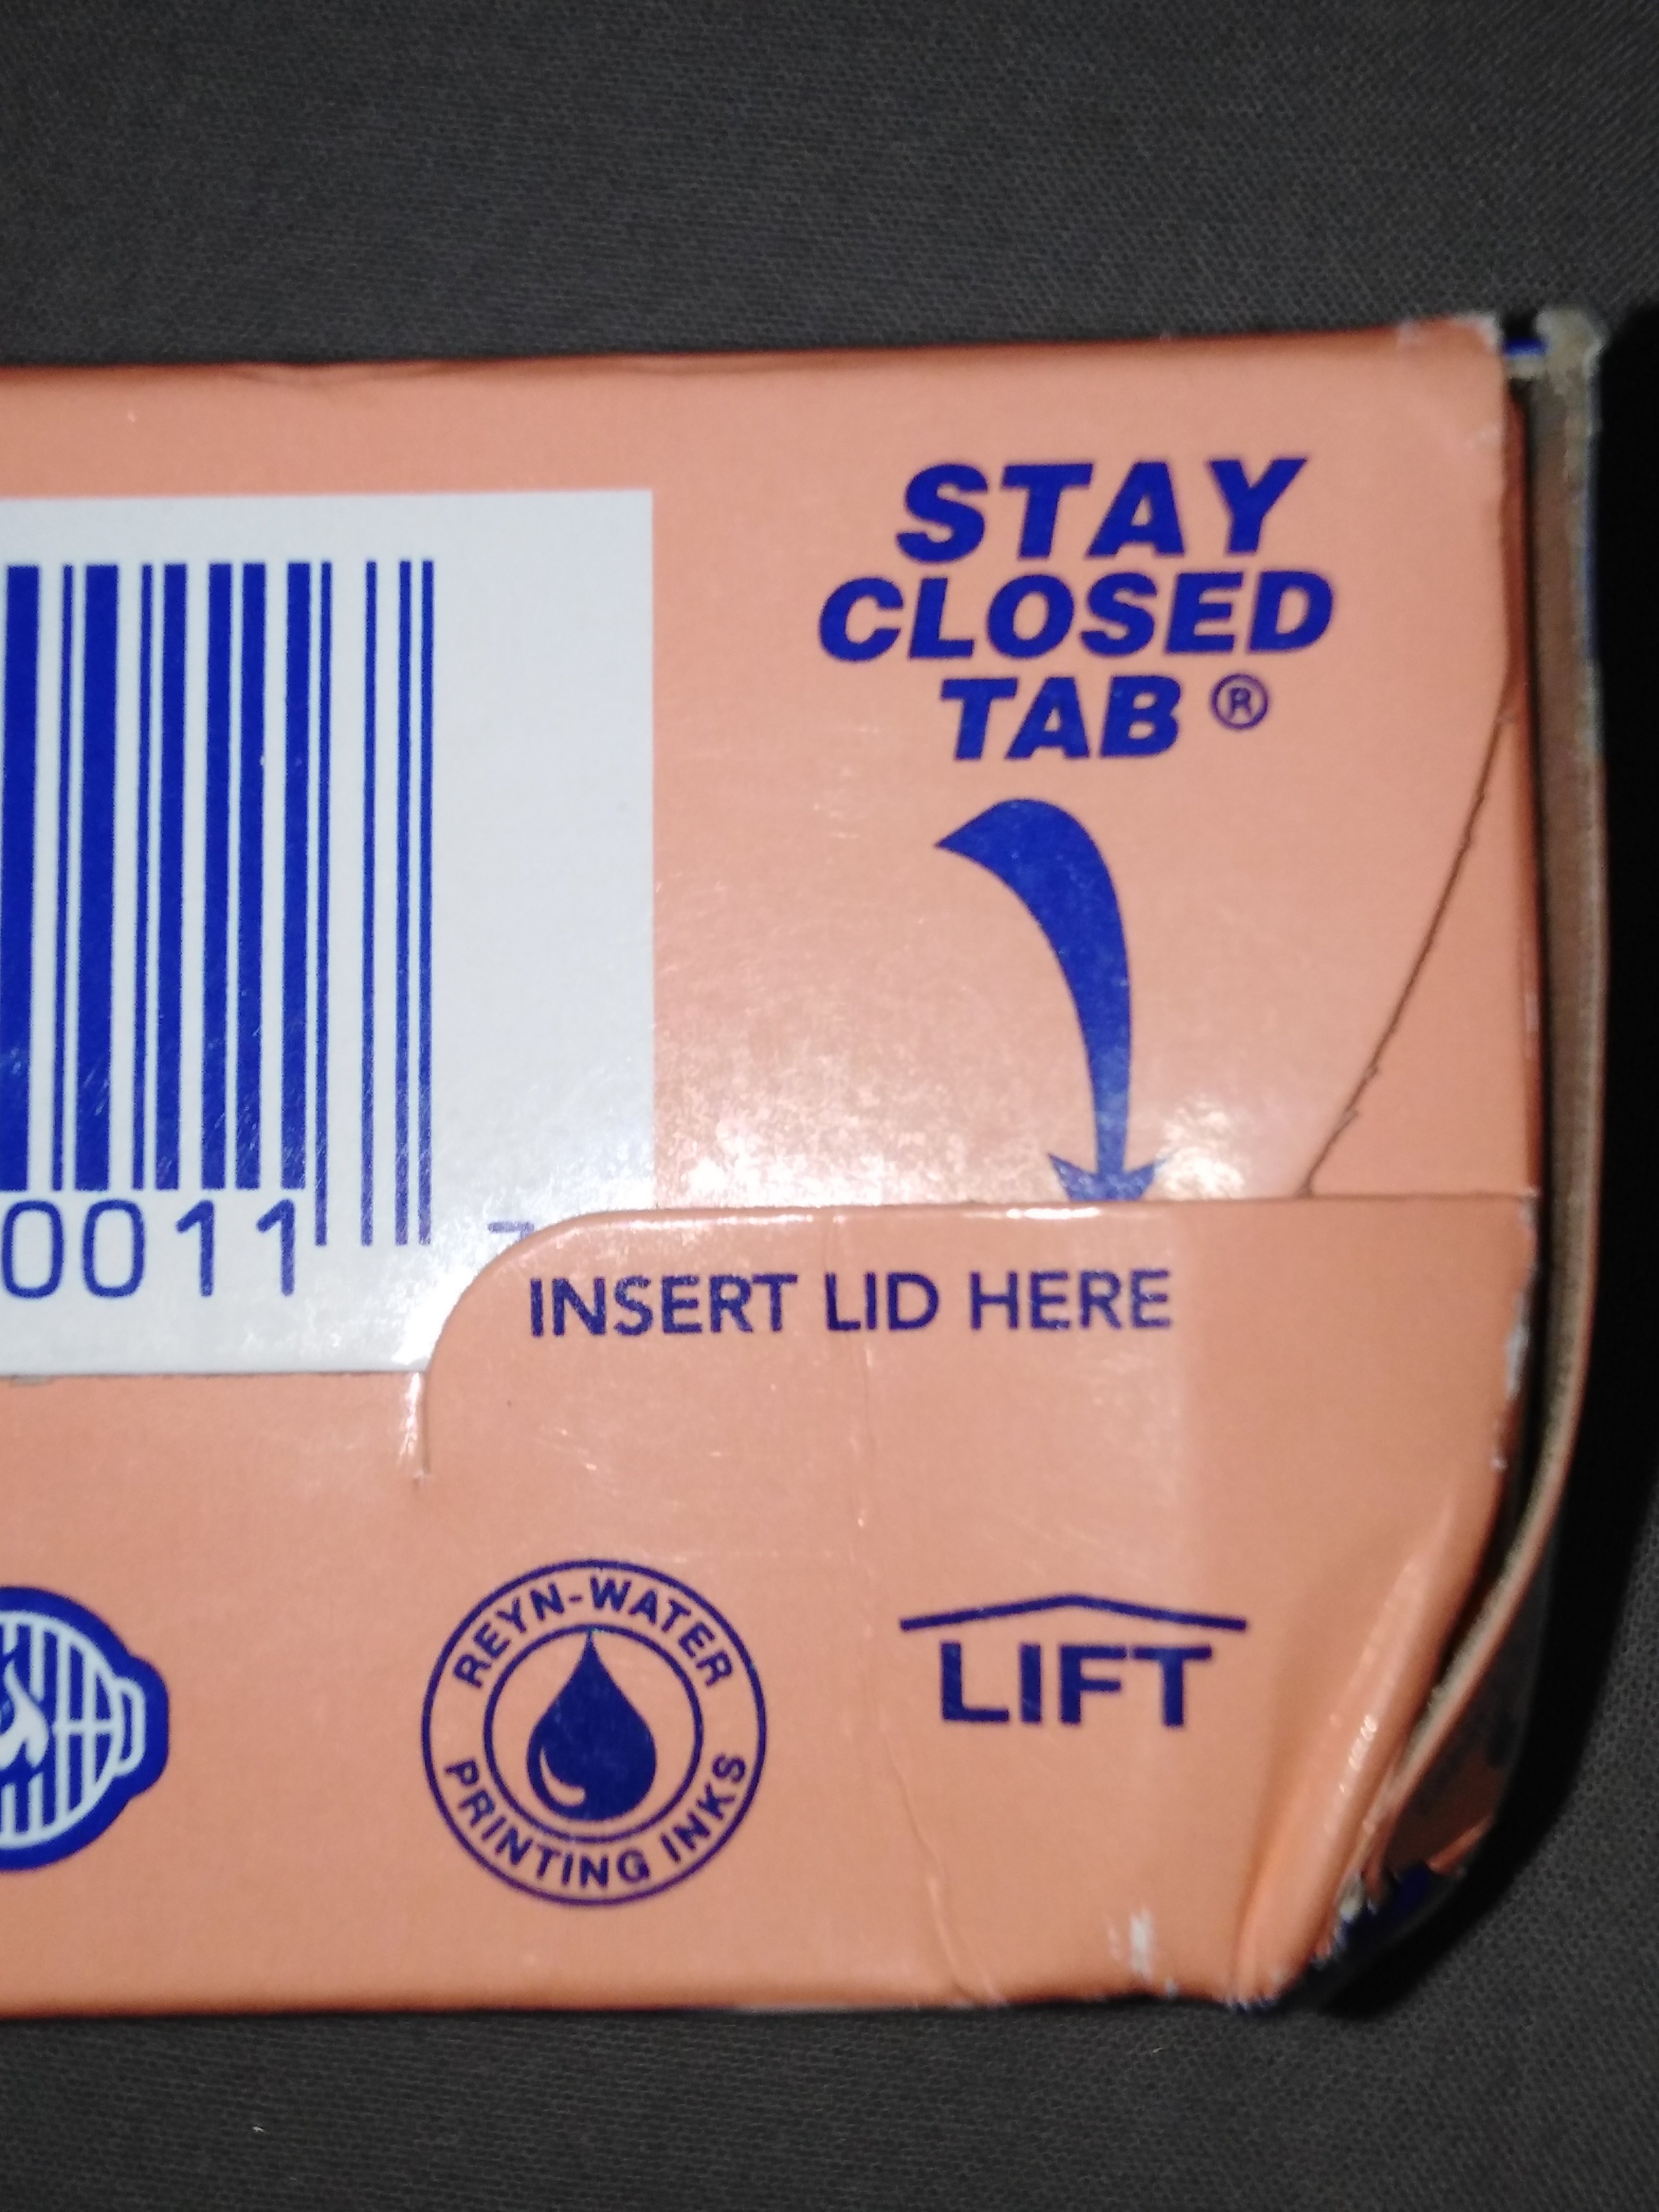 STAY
CLOSED
TAB ®
0011
INSERT LID HERE
REYN-WATER
PRINTING INKS
LIFT